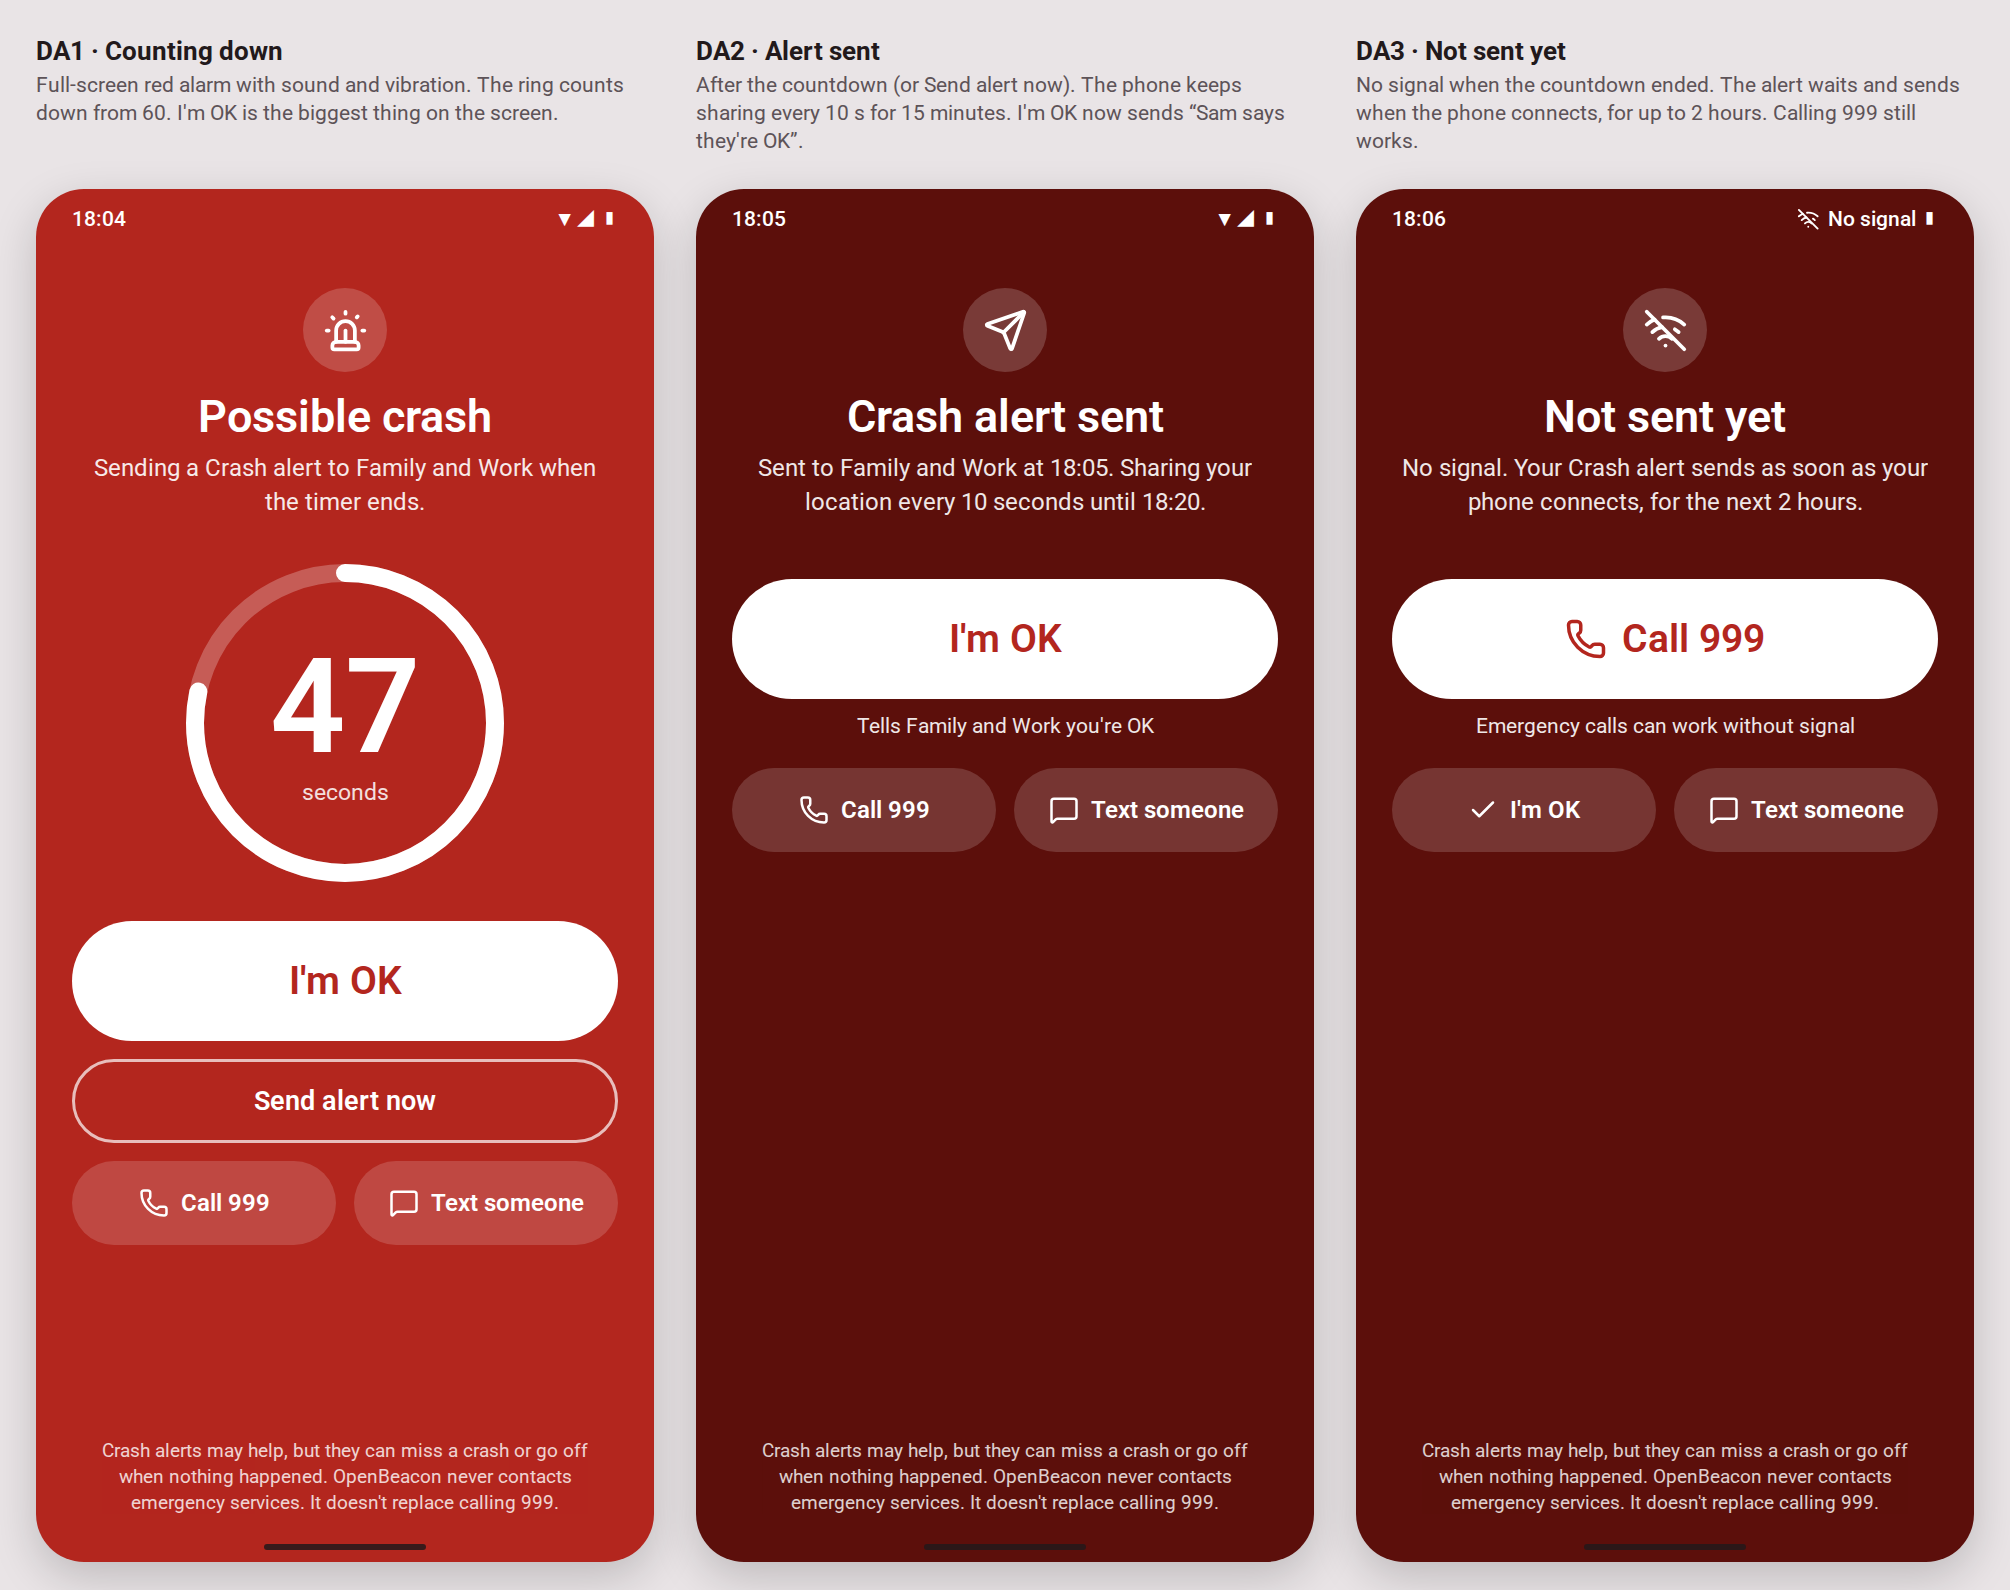 DA1 · Counting down
Full-screen red alarm with sound and vibration. The ring counts
down from 60. I'm OK is the biggest thing on the screen.
18:04
Possible crash
Sending a Crash alert to Family and Work when
the timer ends.
47
seconds
I'm OK
Send alert now
Call 999
Text someone
Crash alerts may help, but they can miss a crash or go off
when nothing happened. OpenBeacon never contacts
emergency services. It doesn't replace calling 999.
DA2 · Alert sent
After the countdown (or Send alert now). The phone keeps
sharing every 10 s for 15 minutes. I'm OK now sends “Sam says
they're OK”.
18:05
Crash alert sent
Sent to Family and Work at 18:05. Sharing your
location every 10 seconds until 18:20.
I'm OK
Tells Family and Work you're OK
Call 999
Text someone
Crash alerts may help, but they can miss a crash or go off
when nothing happened. OpenBeacon never contacts
emergency services. It doesn't replace calling 999.
DA3 · Not sent yet
No signal when the countdown ended. The alert waits and sends
when the phone connects, for up to 2 hours. Calling 999 still
works.
18:06
No signal
Not sent yet
No signal. Your Crash alert sends as soon as your
phone connects, for the next 2 hours.
Call 999
Emergency calls can work without signal
I'm OK
Text someone
Crash alerts may help, but they can miss a crash or go off
when nothing happened. OpenBeacon never contacts
emergency services. It doesn't replace calling 999.